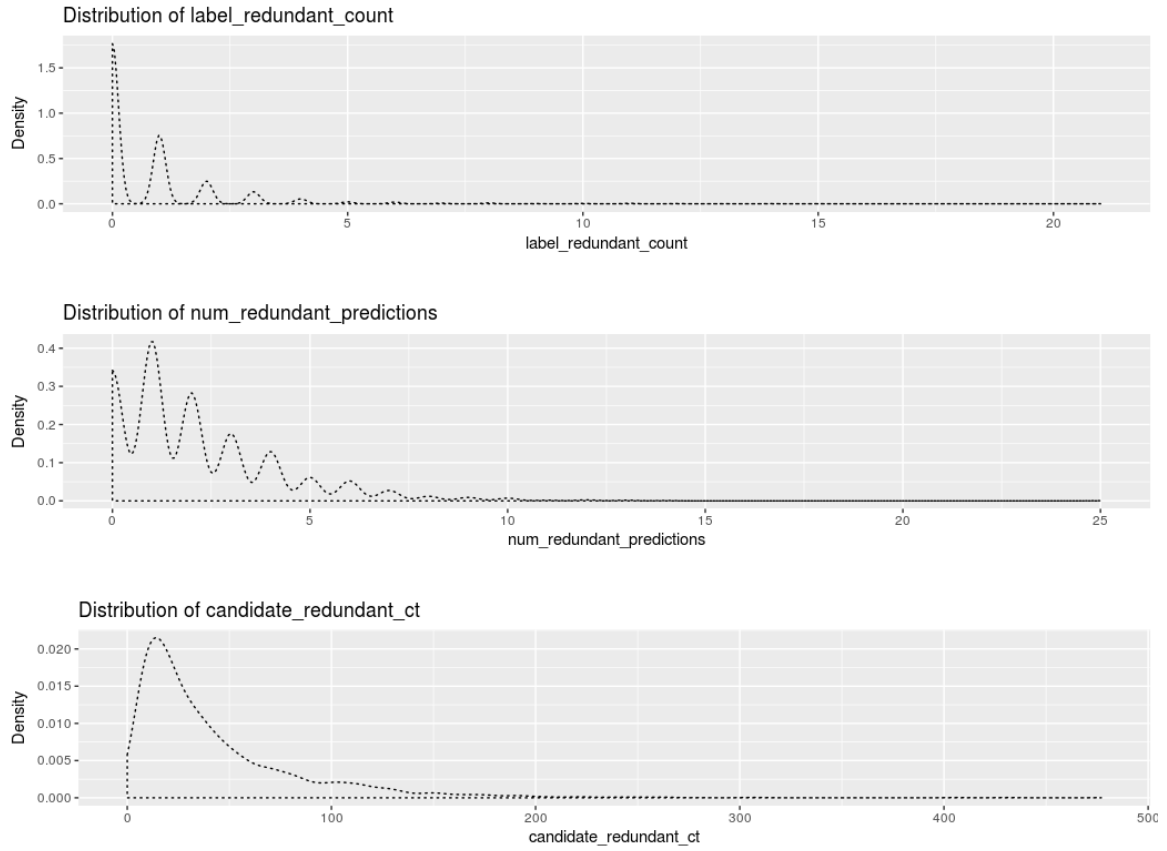 Distribution of label_redundant_count
Density
1.5
1.0
0.5
0.0
0 5 10 15 20
label_redundant_count
Distribution of num_redundant_predictions
Density
0.4
0.3
0.2
0.1
0.0
0 5 10 15 20 25
num_redundant_predictions
Distribution of candidate_redundant_ct
Density
0.020
0.015
0.010
0.005
0.000
0 100 200 300 400 500
candidate_redundant_ct